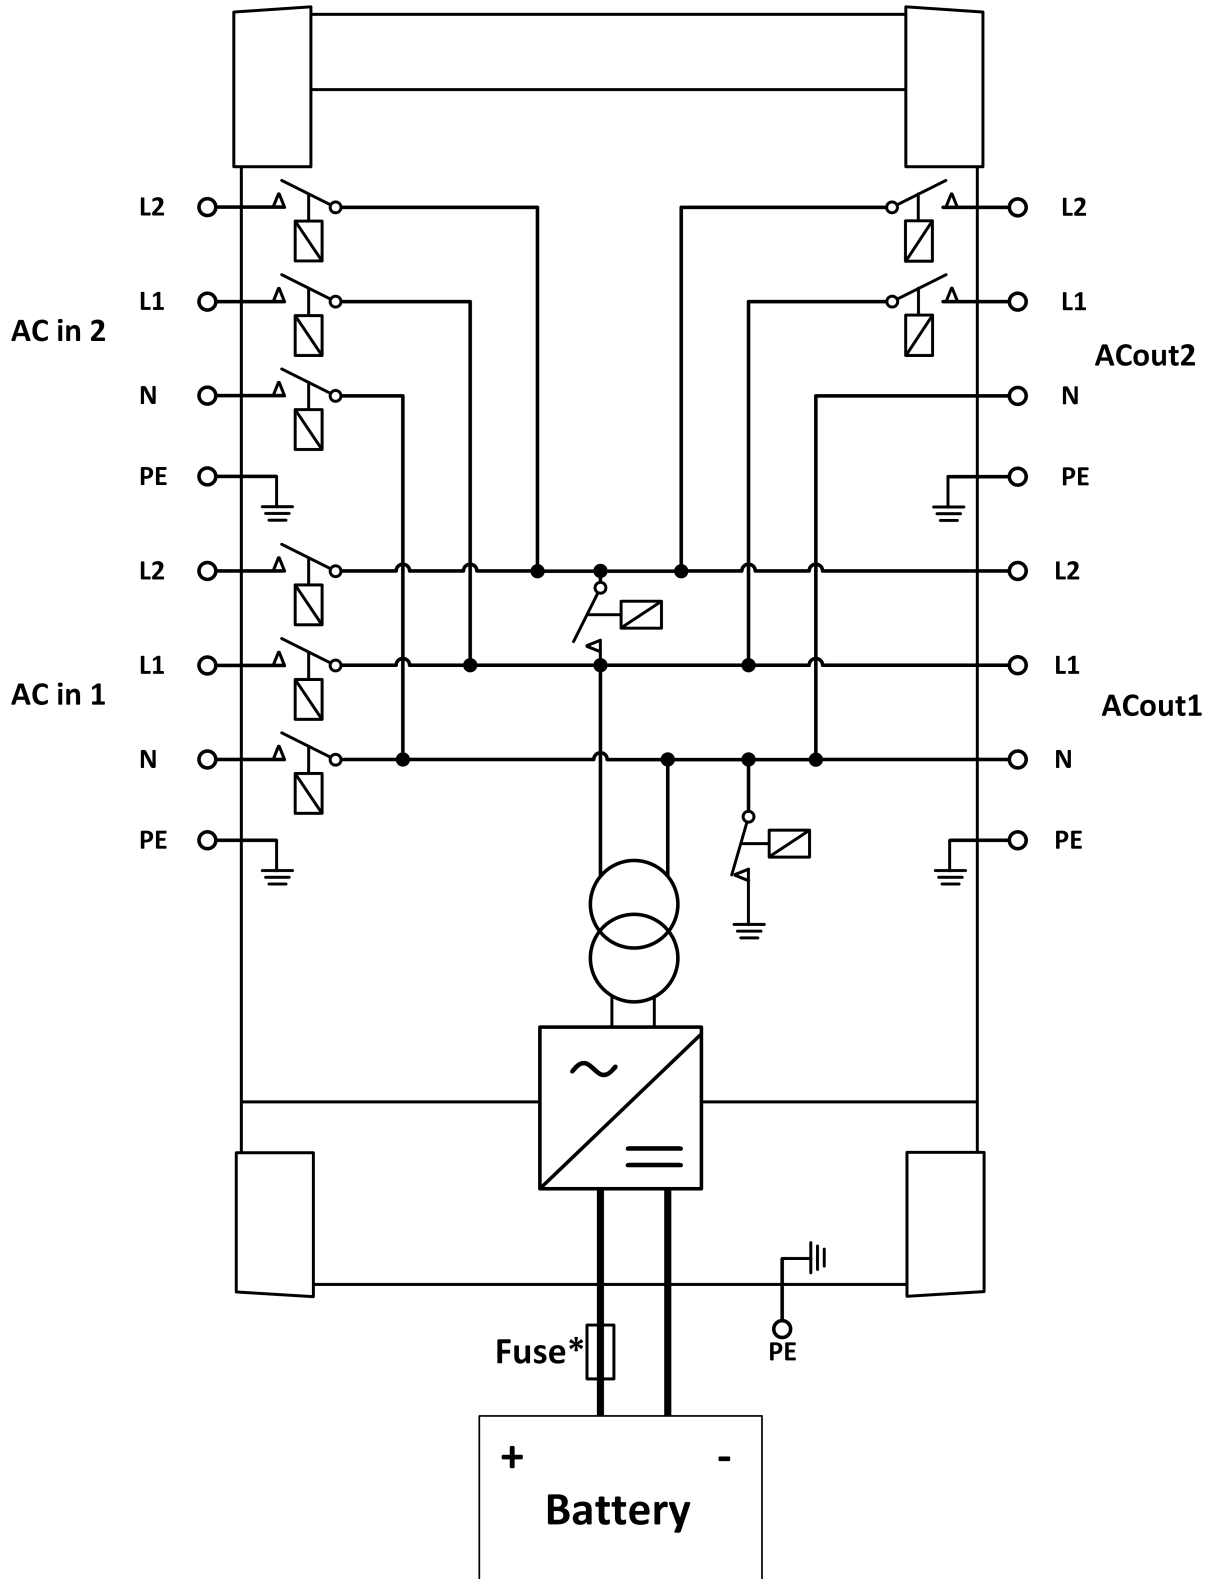 L2
L1
AC in 2
N
PE
L2
L1
AC in 1
N
PE
L2
L1
ACout2
N
PE
L2
L1
ACout1
N
PE
Fuse*
PE
+ -
Battery